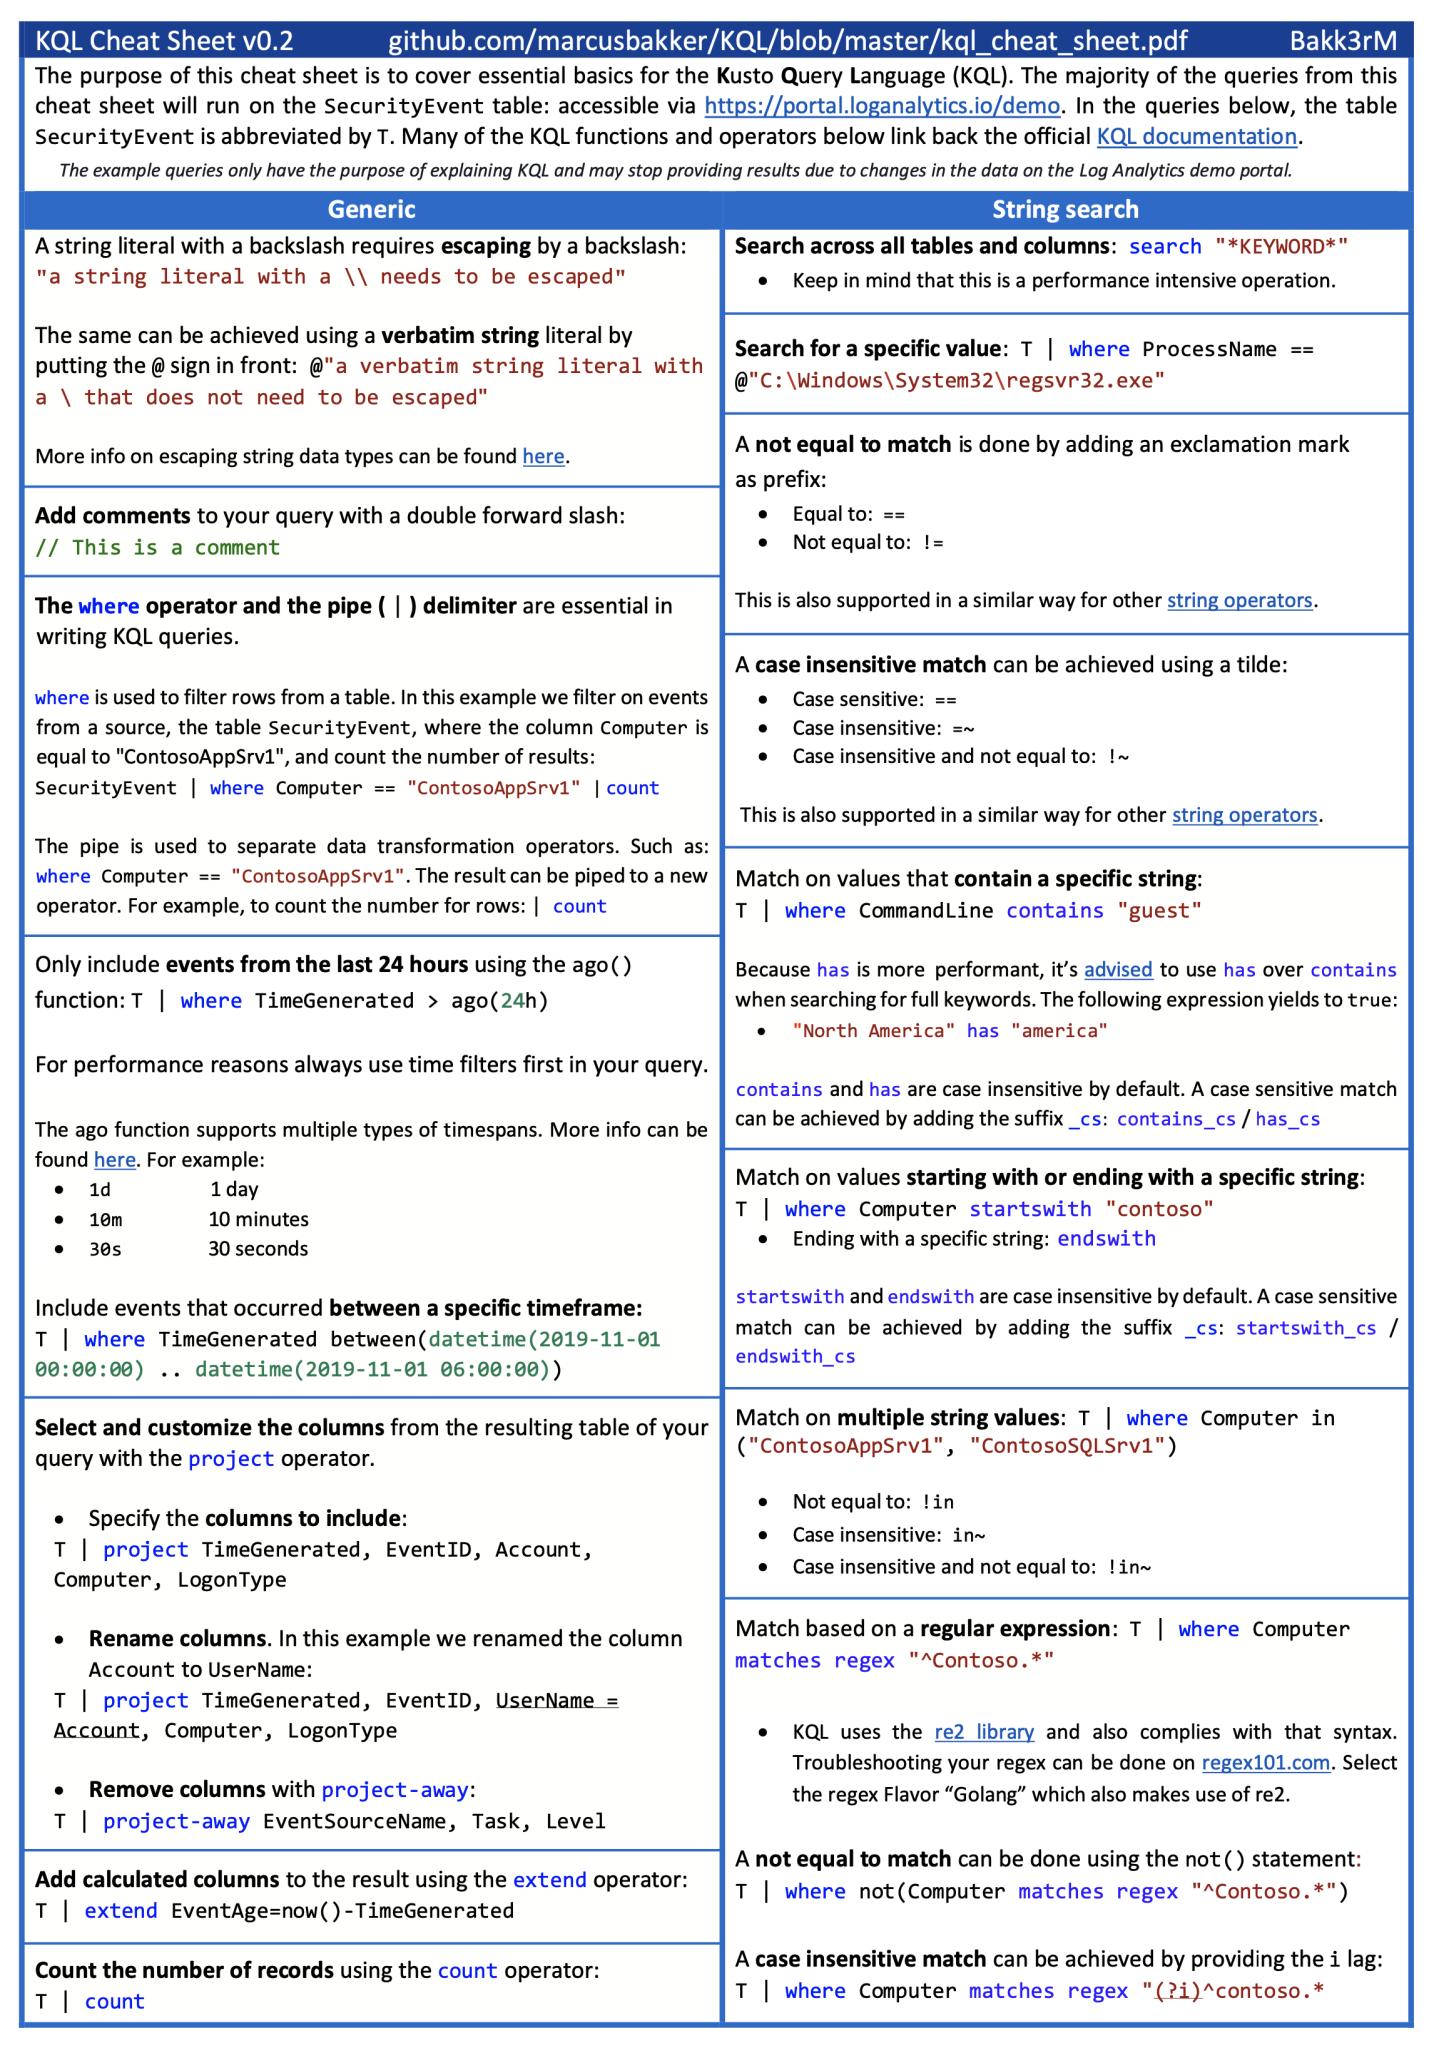 KQL Cheat Sheet v0.2 github.com/marcusbakker/KQL/blob/master/kql_cheat_sheet.pdf Bakk3rM
The purpose of this cheat sheet is to cover essential basics for the Kusto Query Language (KQL). The majority of the queries from this
cheat sheet will run on the SecurityEvent table: accessible via https://portal.loganalytics.io/demo. In the queries below, the table
SecurityEvent is abbreviated by T. Many of the KQL functions and operators below link back the official KQL documentation.
The example queries only have the purpose of explaining KQL and may stop providing results due to changes in the data on the Log Analytics demo portal.
Generic
A string literal with a backslash requires escaping by a backslash:
"a string literal with a \\ needs to be escaped"
The same can be achieved using a verbatim string literal by
putting the @ sign in front: @"a verbatim string literal with
a \ that does not need to be escaped"
More info on escaping string data types can be found here.
Add comments to your query with a double forward slash:
// This is a comment
The where operator and the pipe ( | ) delimiter are essential in
writing KQL queries.
where is used to filter rows from a table. In this example we filter on events
from a source, the table SecurityEvent, where the column Computer is
equal to "ContosoAppSrv1", and count the number of results:
SecurityEvent | where Computer == "ContosoAppSrv1" | count
The pipe is used to separate data transformation operators. Such as:
where Computer == "ContosoAppSrv1". The result can be piped to a new
operator. For example, to count the number for rows: | count
Only include events from the last 24 hours using the ago()
function: T | where TimeGenerated > ago(24h)
For performance reasons always use time filters first in your query.
The ago function supports multiple types of timespans. More info can be
found here. For example:
• 1d 1 day
• 10m 10 minutes
• 30s 30 seconds
Include events that occurred between a specific timeframe:
T | where TimeGenerated between(datetime(2019-11-01
00:00:00) .. datetime(2019-11-01 06:00:00))
Select and customize the columns from the resulting table of your
query with the project operator.
• Specify the columns to include:
T | project TimeGenerated, EventID, Account,
Computer, LogonType
• Rename columns. In this example we renamed the column
Account to UserName:
T | project TimeGenerated, EventID, UserName =
Account, Computer, LogonType
• Remove columns with project-away:
T | project-away EventSourceName, Task, Level
Add calculated columns to the result using the extend operator:
T | extend EventAge=now()-TimeGenerated
Count the number of records using the count operator:
T | count
String search
Search across all tables and columns: search "*KEYWORD*"
• Keep in mind that this is a performance intensive operation.
Search for a specific value: T | where ProcessName ==
@"C:\Windows\System32\regsvr32.exe"
A not equal to match is done by adding an exclamation mark
as prefix:
• Equal to: ==
• Not equal to: !=
This is also supported in a similar way for other string operators.
A case insensitive match can be achieved using a tilde:
• Case sensitive: ==
• Case insensitive: =~
• Case insensitive and not equal to: !~
This is also supported in a similar way for other string operators.
Match on values that contain a specific string:
T | where CommandLine contains "guest"
Because has is more performant, it's advised to use has over contains
when searching for full keywords. The following expression yields to true:
• "North America" has "america"
contains and has are case insensitive by default. A case sensitive match
can be achieved by adding the suffix _cs: contains_cs / has_cs
Match on values starting with or ending with a specific string:
T | where Computer startswith "contoso"
• Ending with a specific string: endswith
startswith and endswith are case insensitive by default. A case sensitive
match can be achieved by adding the suffix _cs: startswith_cs /
endswith_cs
Match on multiple string values: T | where Computer in
("ContosoAppSrv1", "ContosoSQLSrv1")
• Not equal to: !in
• Case insensitive: in~
• Case insensitive and not equal to: !in~
Match based on a regular expression: T | where Computer
matches regex "^Contoso.*"
• KQL uses the re2 library and also complies with that syntax.
Troubleshooting your regex can be done on regex101.com. Select
the regex Flavor “Golang” which also makes use of re2.
A not equal to match can be done using the not() statement:
T | where not(Computer matches regex "^Contoso.*")
A case insensitive match can be achieved by providing the i lag:
T | where Computer matches regex "(?i)^contoso.*